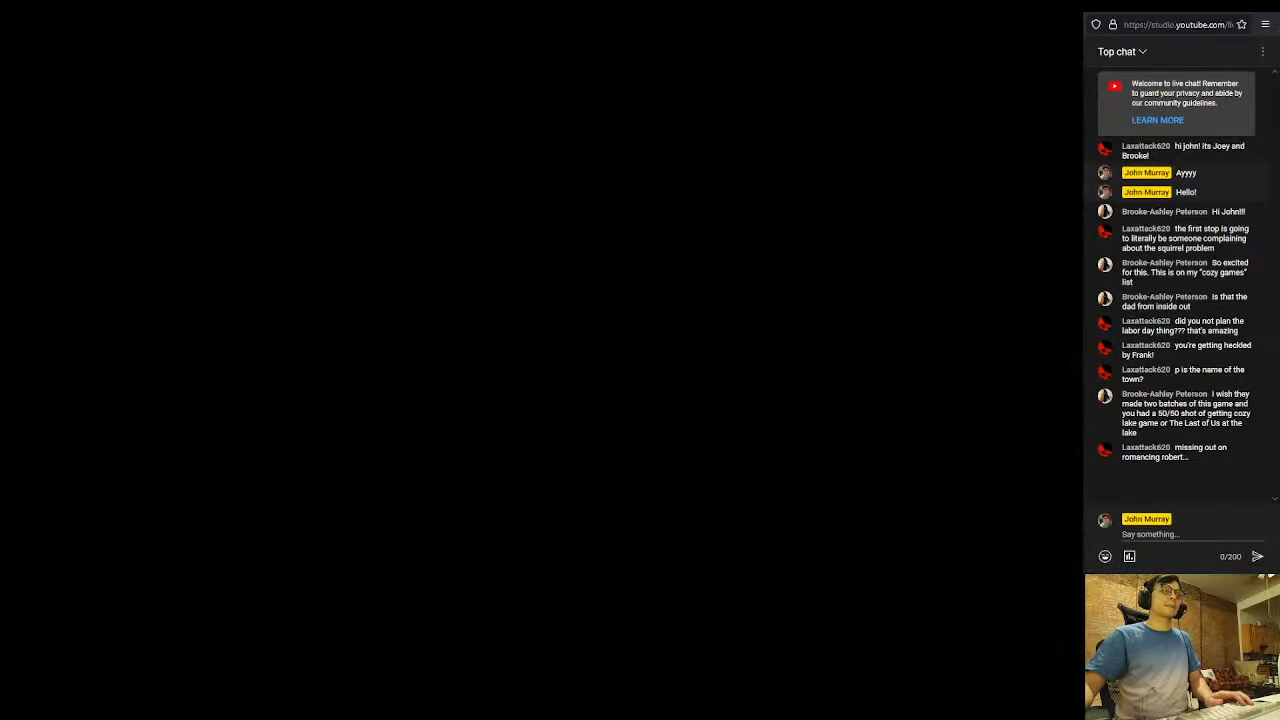 https://studio.youtube.com/li
Top chat
Welcome to live chat! Remember
to guard your privacy and abide by
our community guidelines.
LEARN MORE
Laxattack620 hi john! its Joey and
Brooke!
John Murray Ayyyy
John Murray Hello!
Brooke-Ashley Peterson Hi John!!!
Laxattack620 the first stop is going
to literally be someone complaining
about the squirrel problem
Brooke-Ashley Peterson So excited
for this. This is on my "cozy games"
list
Brooke-Ashley Peterson Is that the
dad from inside out
Laxattack620 did you not plan the
labor day thing??? that's amazing
Laxattack620 you're getting heckled
by Frank!
Laxattack620 p is the name of the
town?
Brooke-Ashley Peterson I wish they
made two batches of this game and
you had a 50/50 shot of getting cozy
lake game or The Last of Us at the
lake
Laxattack620 missing out on
romancing robert...
John Murray
Say something...
0/200